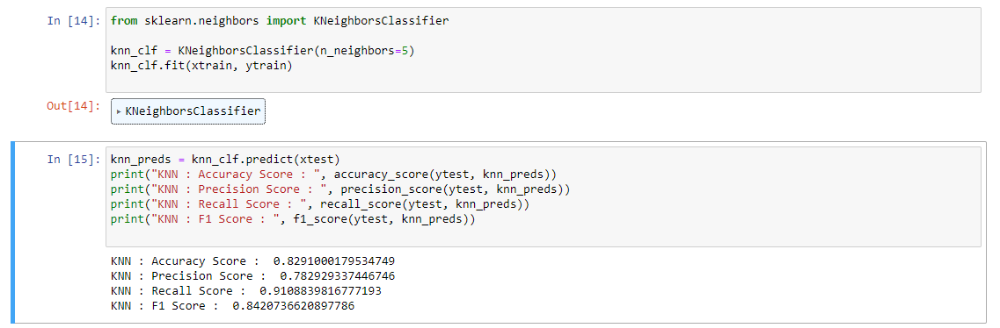 In [14]: from sklearn.neighbors import KNeighborsClassifier
knn_clf = KNeighborsClassifier(n_neighbors=5)
knn_clf.fit(xtrain, ytrain)
Out[14]: ▸ KNeighborsClassifier
In [15]: knn_preds = knn_clf.predict(xtest)
print("KNN : Accuracy Score : ", accuracy_score(ytest, knn_preds))
print("KNN : Precision Score : ", precision_score(ytest, knn_preds))
print("KNN : Recall Score : ", recall_score(ytest, knn_preds))
print("KNN : F1 Score : ", f1_score(ytest, knn_preds))
KNN : Accuracy Score :  0.8291000179534749
KNN : Precision Score :  0.782929337446746
KNN : Recall Score :  0.9108839816777193
KNN : F1 Score :  0.8420736620897786